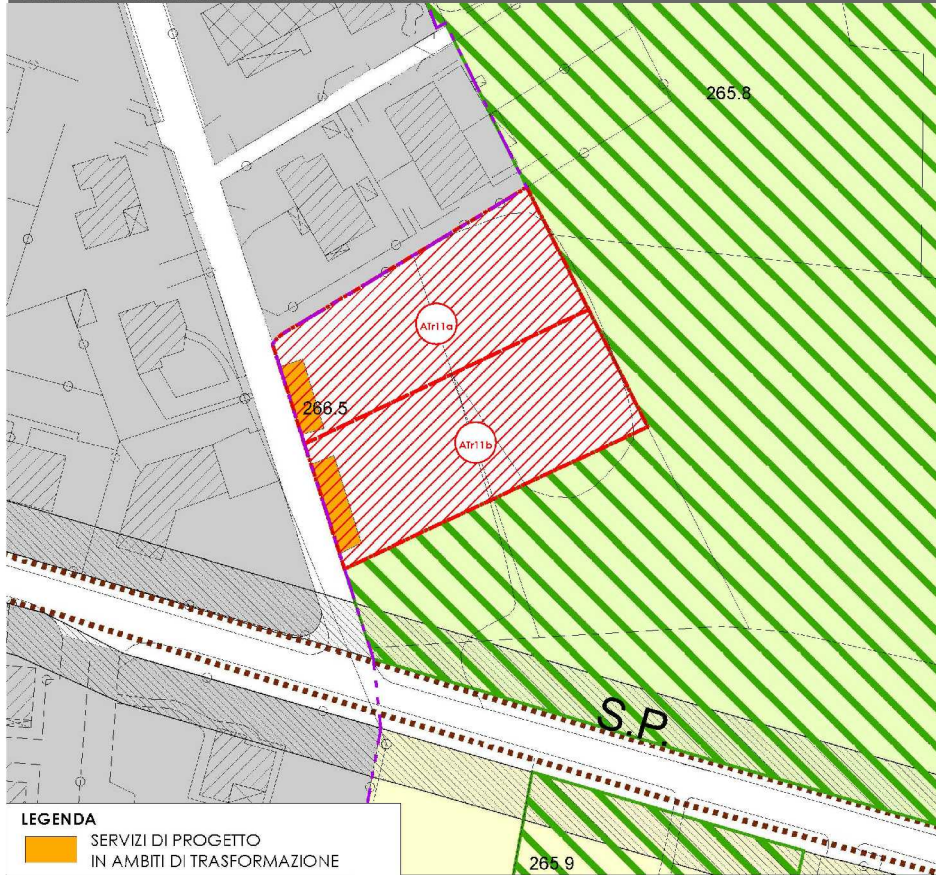 265.8
ATr11a
266.5
ATr11b
S.P.
LEGENDA
SERVIZI DI PROGETTO
IN AMBITI DI TRASFORMAZIONE
265.9